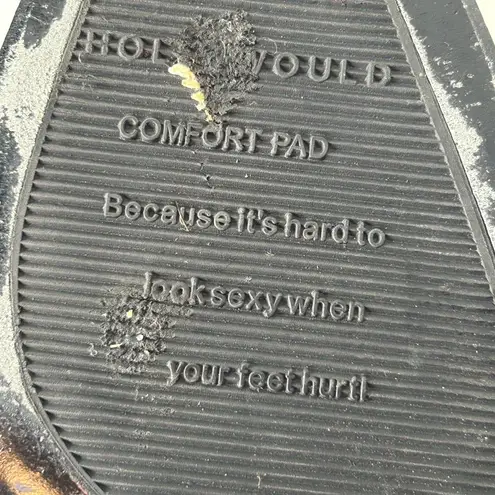 COMFORT PAD
Because it's hard to
look sexy when
your feet hurt!